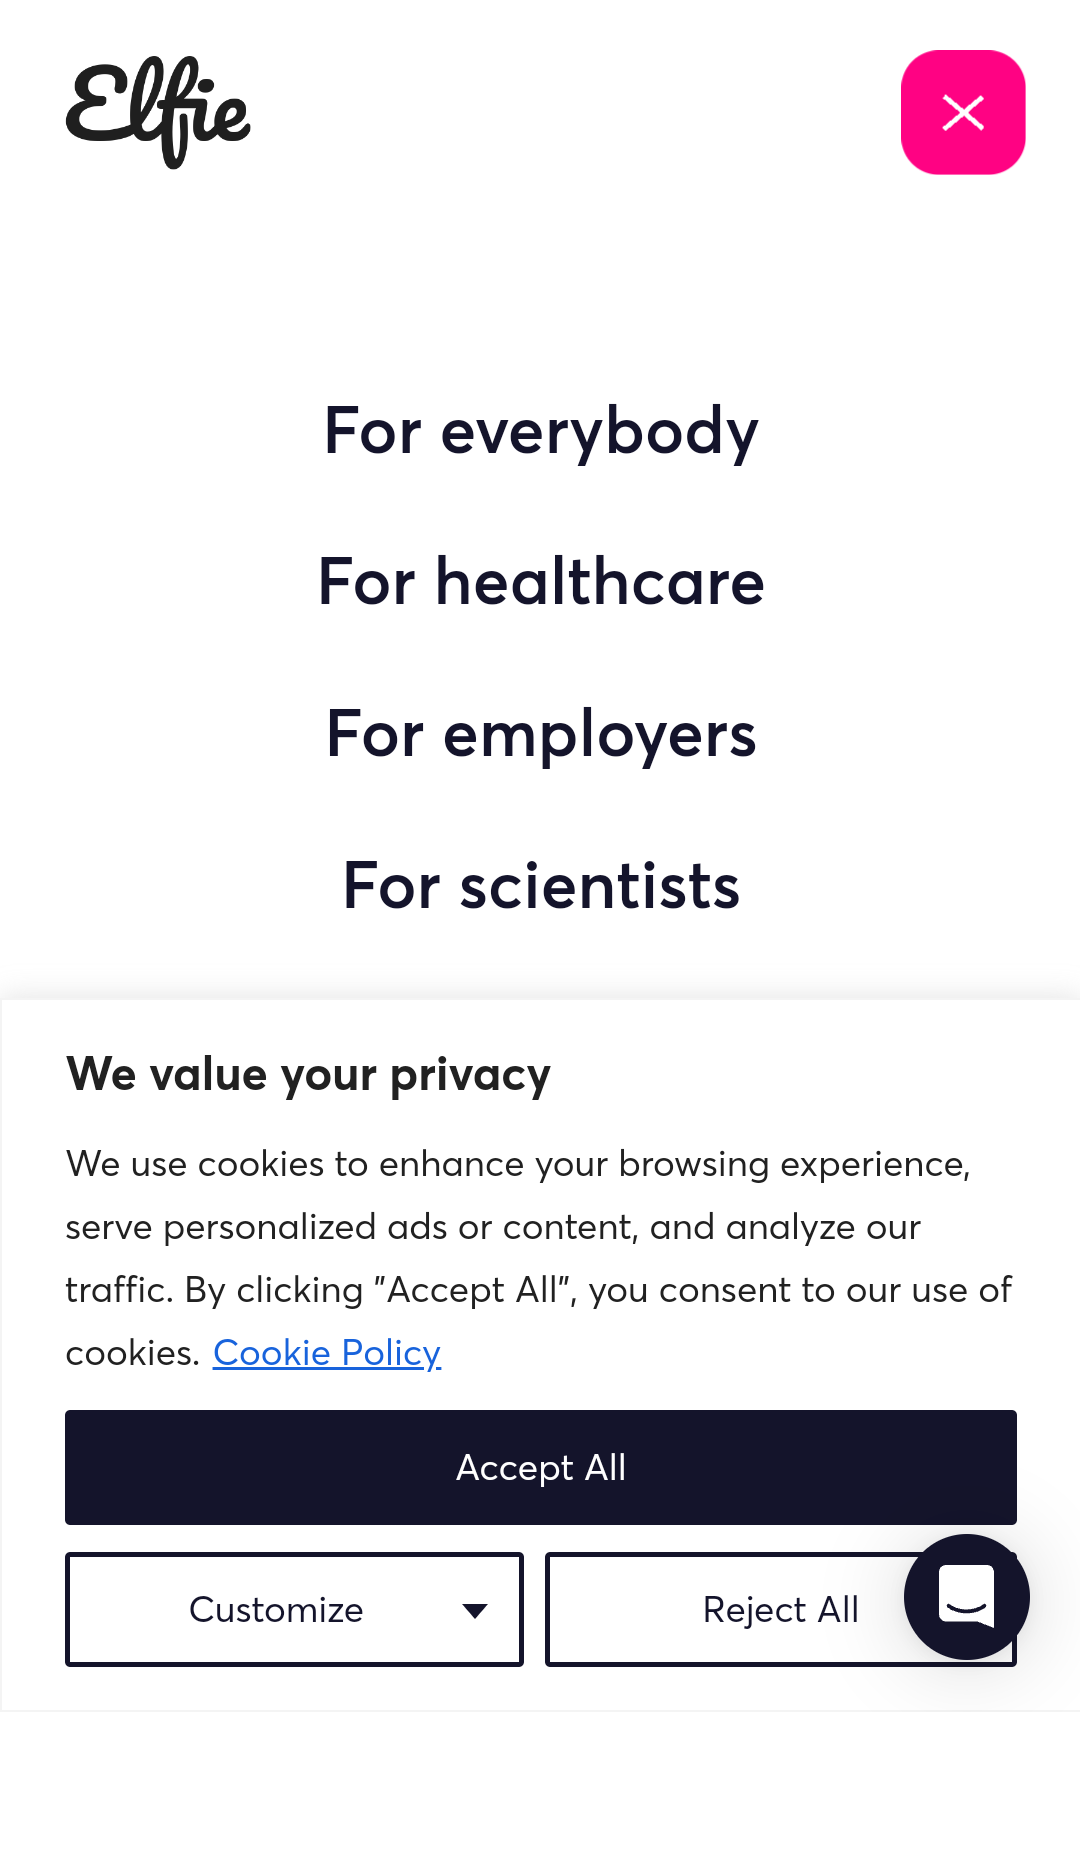 Elfie
For everybody
For healthcare
For employers
For scientists
We value your privacy
We use cookies to enhance your browsing experience,
serve personalized ads or content, and analyze our
traffic. By clicking "Accept All", you consent to our use of
cookies. Cookie Policy
Accept All
Customize
Reject All